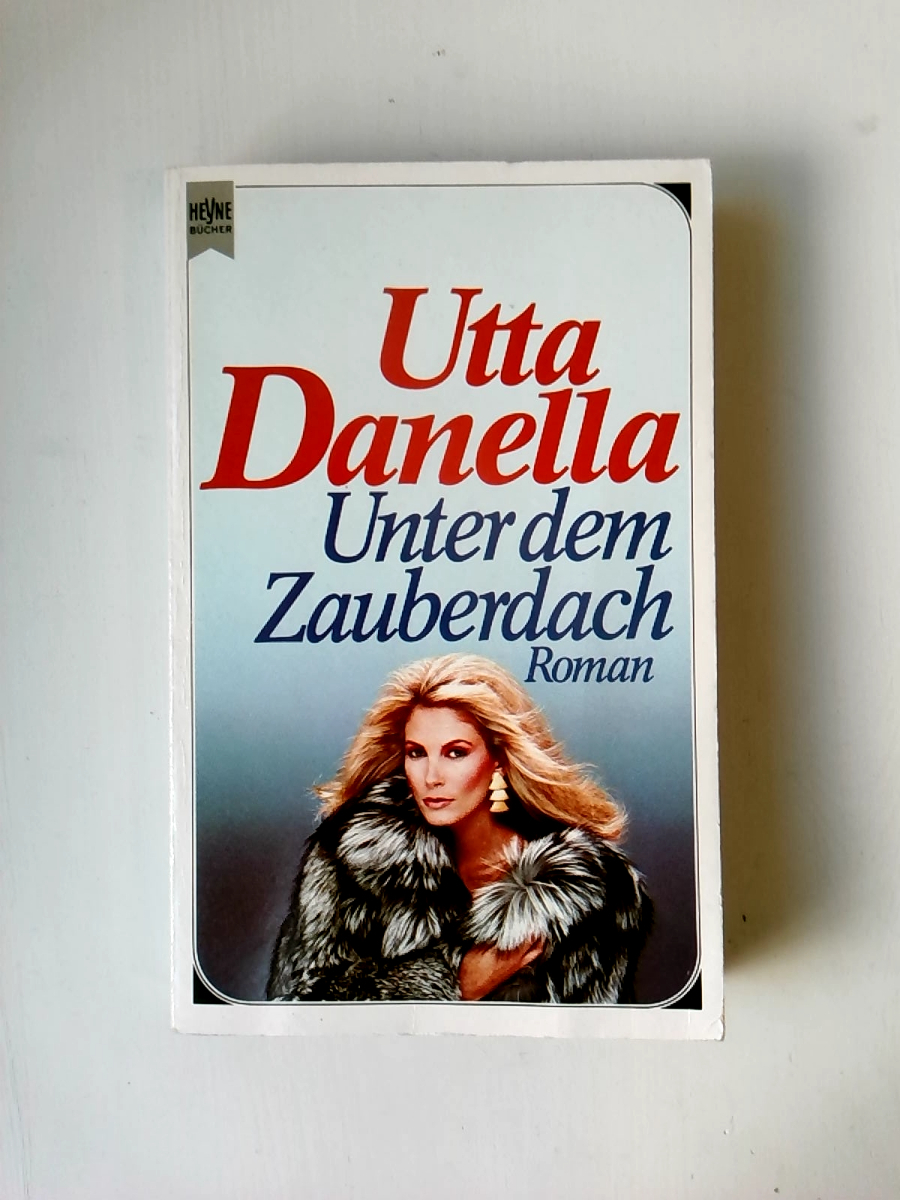 HEYNE
BÜCHER
Utta
Danella
Unter dem
Zauberdach
Roman